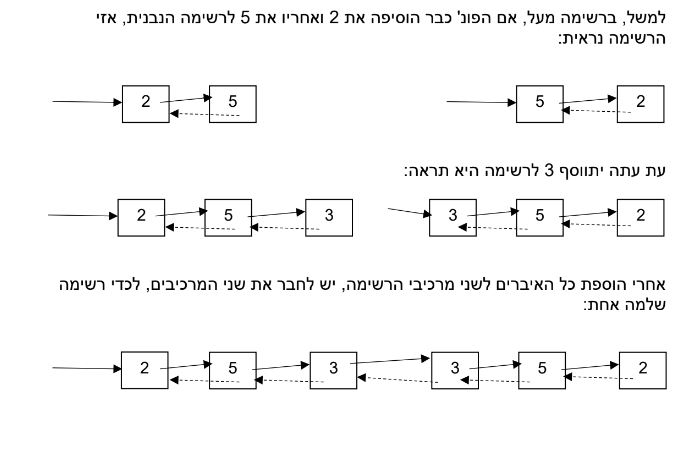 למשל, ברשימה מעל, אם הפונ' כבר הוסיפה את 2 ואחריו את 5 לרשימה הנבנית, אזי
הרשימה נראית:
2 5 5 2
עת עתה יתווסף 3 לרשימה היא תראה:
2 5 3 3 5 2
אחרי הוספת כל האיברים לשני מרכיבי הרשימה, יש לחבר את שני המרכיבים, לכדי רשימה
שלמה אחת:
2 5 3 3 5 2